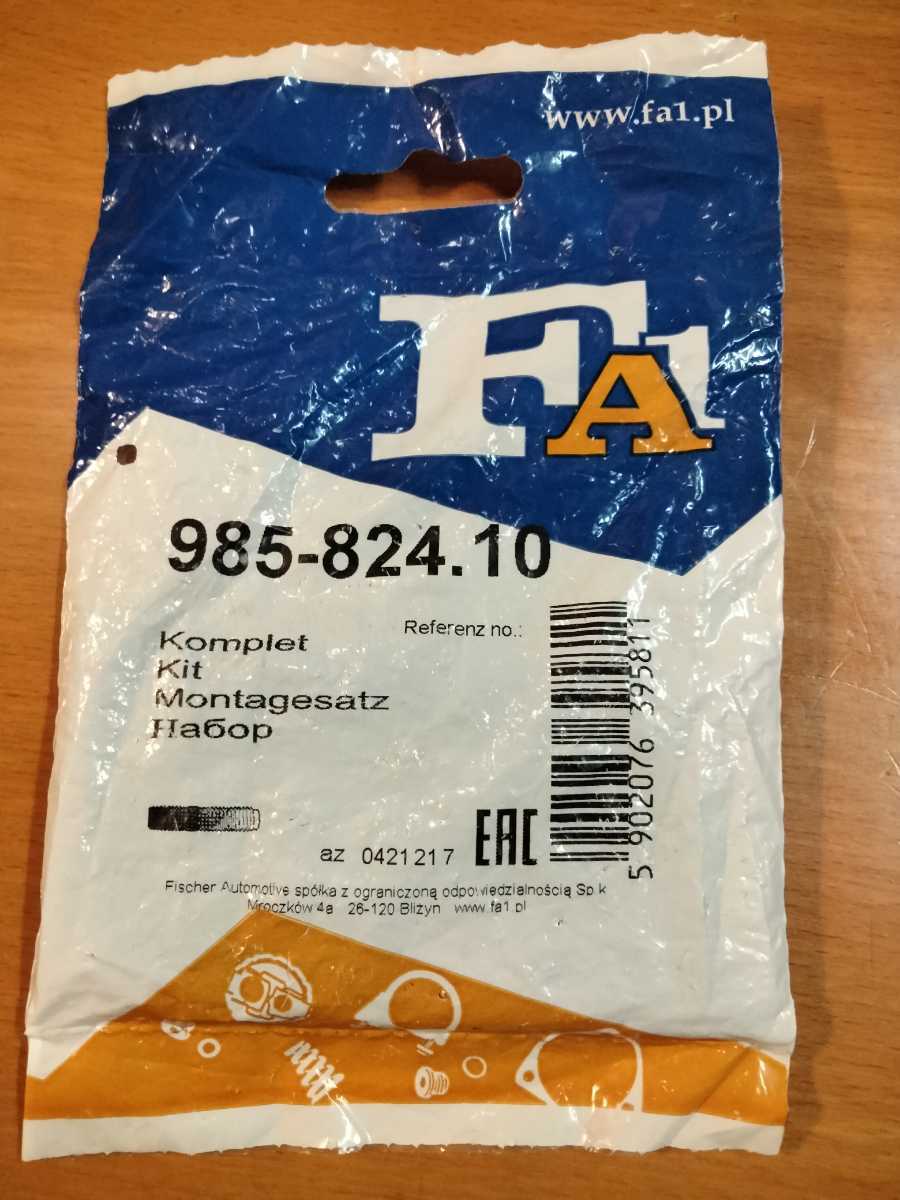 www.fa1.pl
FA1
985-824.10
Referenz no.:
Komplet
Kit
Montagesatz
Набор
5 902076 395811
az 0421217
EAC
Fischer Automotive spółka z ograniczoną odpowiedzialnością Sp.k
Mroczków 4a 26-120 Bliżyn www.fa1.pl